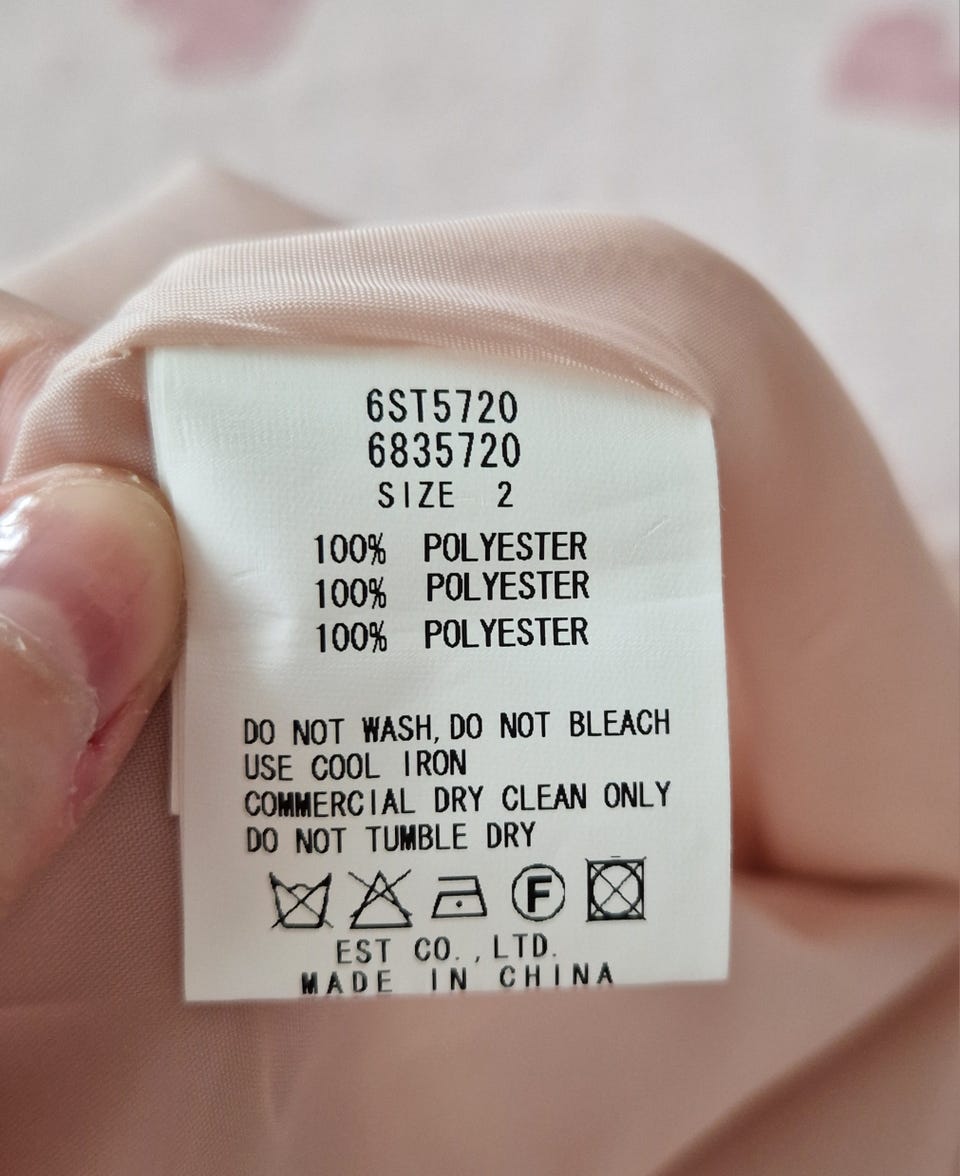 6ST5720
6835720
SIZE 2
100% POLYESTER
100% POLYESTER
100% POLYESTER
DO NOT WASH, DO NOT BLEACH
USE COOL IRON
COMMERCIAL DRY CLEAN ONLY
DO NOT TUMBLE DRY
F
EST CO., LTD.
MADE IN CHINA